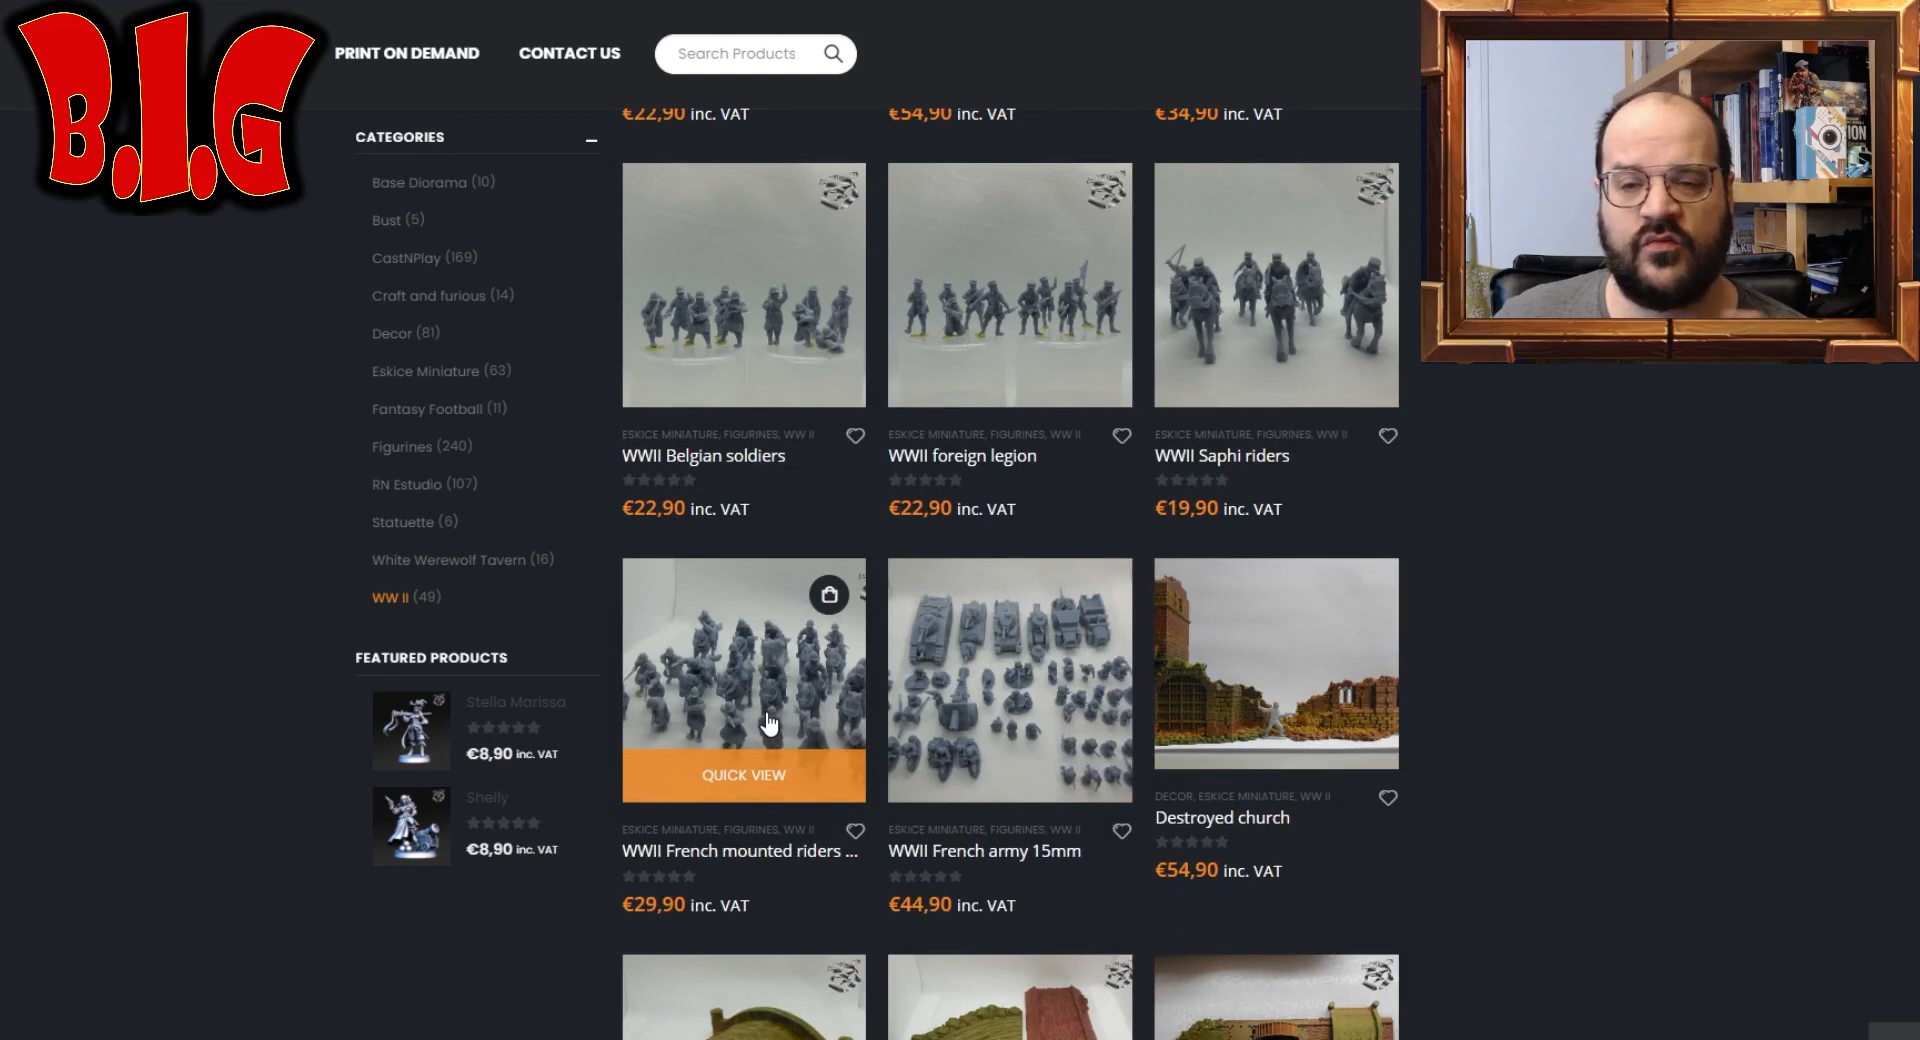 B.I.G
PRINT ON DEMAND
CONTACT US
Search Products
€22,90 inc. VAT
€54,90 inc. VAT
€34,90 inc. VAT
CATEGORIES
Base Diorama (10)
Bust (5)
CastNPlay (169)
Craft and furious (14)
Decor (81)
Eskice Miniature (63)
Fantasy Football (11)
Figurines (240)
RN Estudio (107)
Statuette (6)
White Werewolf Tavern (16)
WW II (49)
FEATURED PRODUCTS
Stella Marissa
€8,90 inc. VAT
Shelly
€8,90 inc. VAT
ESKICE MINIATURE, FIGURINES, WW II
WWII Belgian soldiers
€22,90 inc. VAT
ESKICE MINIATURE, FIGURINES, WW II
WWII foreign legion
€22,90 inc. VAT
ESKICE MINIATURE, FIGURINES, WW II
WWII Saphi riders
€19,90 inc. VAT
QUICK VIEW
ESKICE MINIATURE, FIGURINES, WW II
WWII French mounted riders ...
€29,90 inc. VAT
ESKICE MINIATURE, FIGURINES, WW II
WWII French army 15mm
€44,90 inc. VAT
DECOR, ESKICE MINIATURE, WW II
Destroyed church
€54,90 inc. VAT